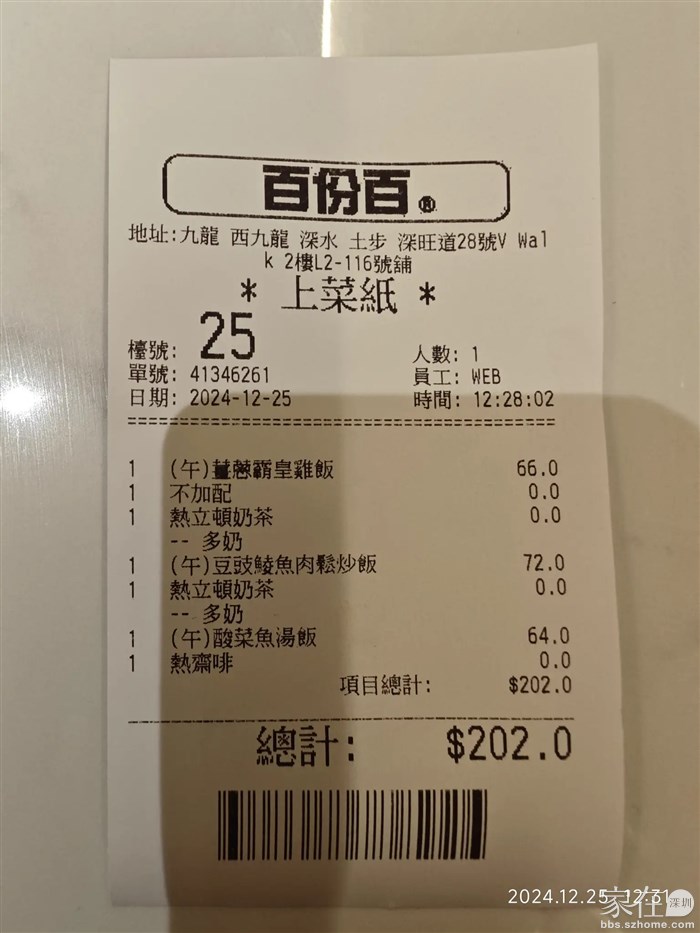 百份百®
地址:九龍 西九龍 深水 土步 深旺道28號V Wal
k 2樓L2-116號舖
* 上菜紙 *
檯號: 25
人數: 1
單號: 41346261
員工: WEB
日期: 2024-12-25
時間: 12:28:02
1 (午)薑蔥霸皇雞飯 66.0
1 不加配 0.0
1 熱立頓奶茶 0.0
-- 多奶
1 (午)豆豉鯪魚肉鬆炒飯 72.0
1 熱立頓奶茶 0.0
-- 多奶
1 (午)酸菜魚湯飯 64.0
1 熱齋啡 0.0
項目總計: $202.0
總計: $202.0
2024.12.25 12:31
家在 深圳
bbs.szhome.com